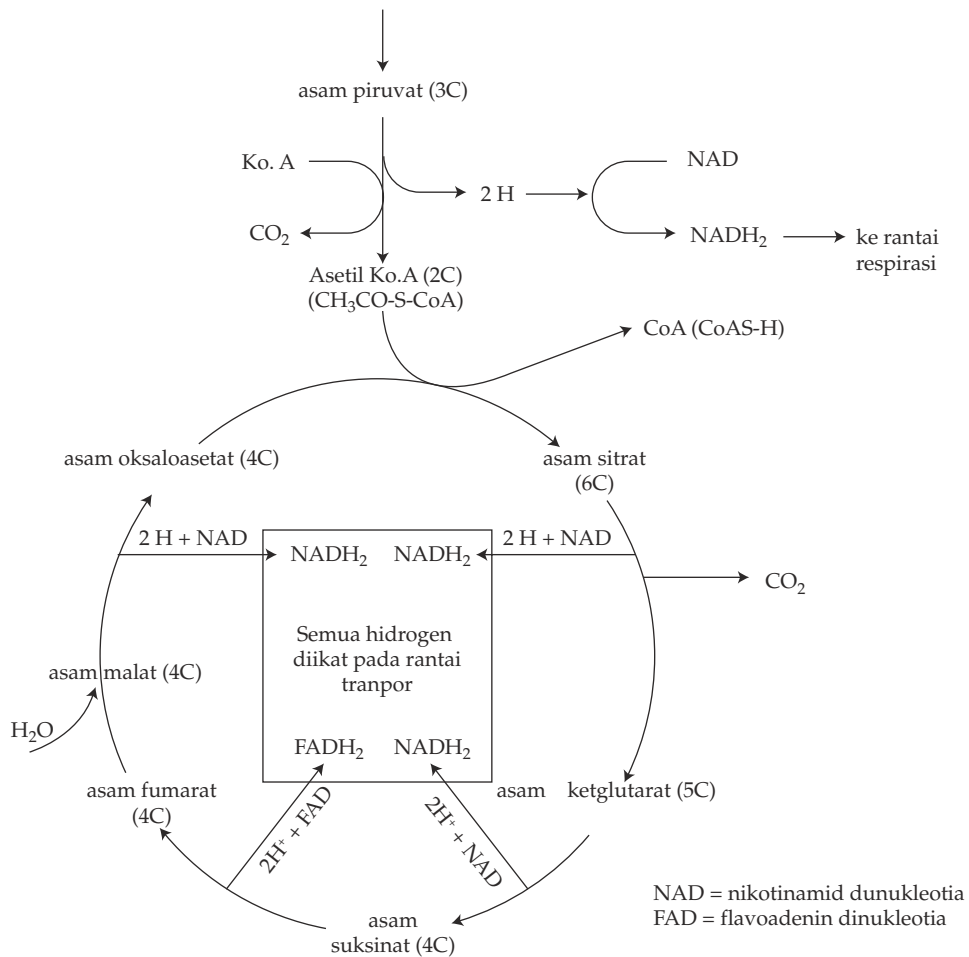 asam piruvat (3C)
Ko. A
2 H
NAD
CO₂
NADH₂
ke rantai
respirasi
Asetil Ko.A (2C)
(CH₃CO-S-CoA)
CoA (CoAS-H)
asam oksaloasetat (4C)
asam sitrat
(6C)
2 H + NAD
NADH₂
NADH₂
2 H + NAD
CO₂
Semua hidrogen
diikat pada rantai
tranpor
asam malat (4C)
H₂O
FADH₂
NADH₂
asam fumarat
(4C)
asam ketglutarat (5C)
2H⁺ + FAD
2H⁺ + NAD
asam
suksinat (4C)
NAD = nikotinamid dunukleotia
FAD = flavoadenin dinukleotia